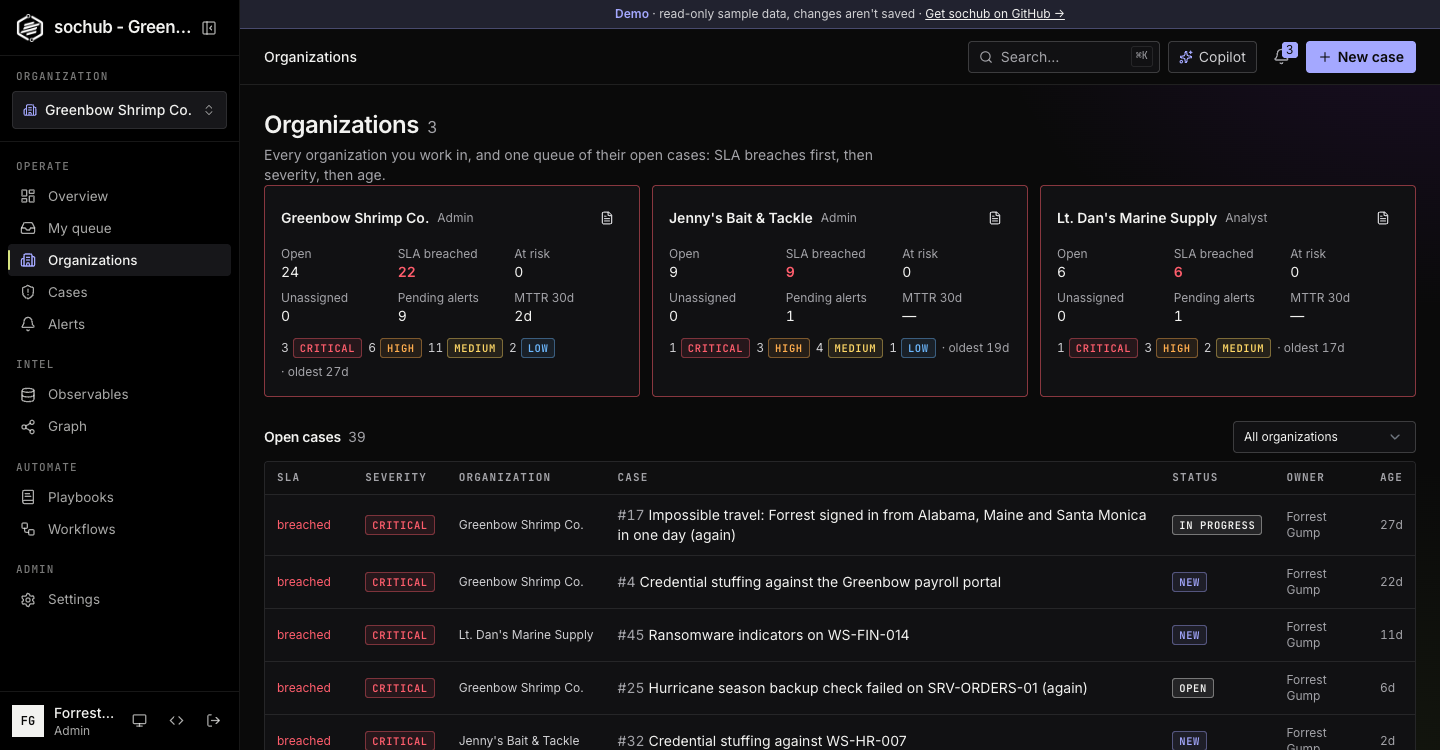 sochub - Green...
Demo · read-only sample data, changes aren't saved · Get sochub on GitHub →
ORGANIZATION
Greenbow Shrimp Co.
OPERATE
Overview
My queue
Organizations
Cases
Alerts
INTEL
Observables
Graph
AUTOMATE
Playbooks
Workflows
ADMIN
Settings
FG
Forrest...
Admin
Organizations
Search...
⌘K
Copilot
3
+ New case
Organizations 3
Every organization you work in, and one queue of their open cases: SLA breaches first, then
severity, then age.
Greenbow Shrimp Co. Admin
Open SLA breached At risk
24 22 0
Unassigned Pending alerts MTTR 30d
0 9 2d
3 CRITICAL 6 HIGH 11 MEDIUM 2 LOW
· oldest 27d
Jenny's Bait & Tackle Admin
Open SLA breached At risk
9 9 0
Unassigned Pending alerts MTTR 30d
0 1 —
1 CRITICAL 3 HIGH 4 MEDIUM 1 LOW · oldest 19d
Lt. Dan's Marine Supply Analyst
Open SLA breached At risk
6 6 0
Unassigned Pending alerts MTTR 30d
0 1 —
1 CRITICAL 3 HIGH 2 MEDIUM · oldest 17d
Open cases 39
All organizations
SLA SEVERITY ORGANIZATION CASE STATUS OWNER AGE
breached CRITICAL Greenbow Shrimp Co. #17 Impossible travel: Forrest signed in from Alabama, Maine and Santa Monica
in one day (again) IN PROGRESS Forrest
Gump 27d
breached CRITICAL Greenbow Shrimp Co. #4 Credential stuffing against the Greenbow payroll portal NEW Forrest
Gump 22d
breached CRITICAL Lt. Dan's Marine Supply #45 Ransomware indicators on WS-FIN-014 NEW Forrest
Gump 11d
breached CRITICAL Greenbow Shrimp Co. #25 Hurricane season backup check failed on SRV-ORDERS-01 (again) OPEN Forrest
Gump 6d
breached CRITICAL Jenny's Bait & Tackle #32 Credential stuffing against WS-HR-007 NEW Forrest
Gump 2d